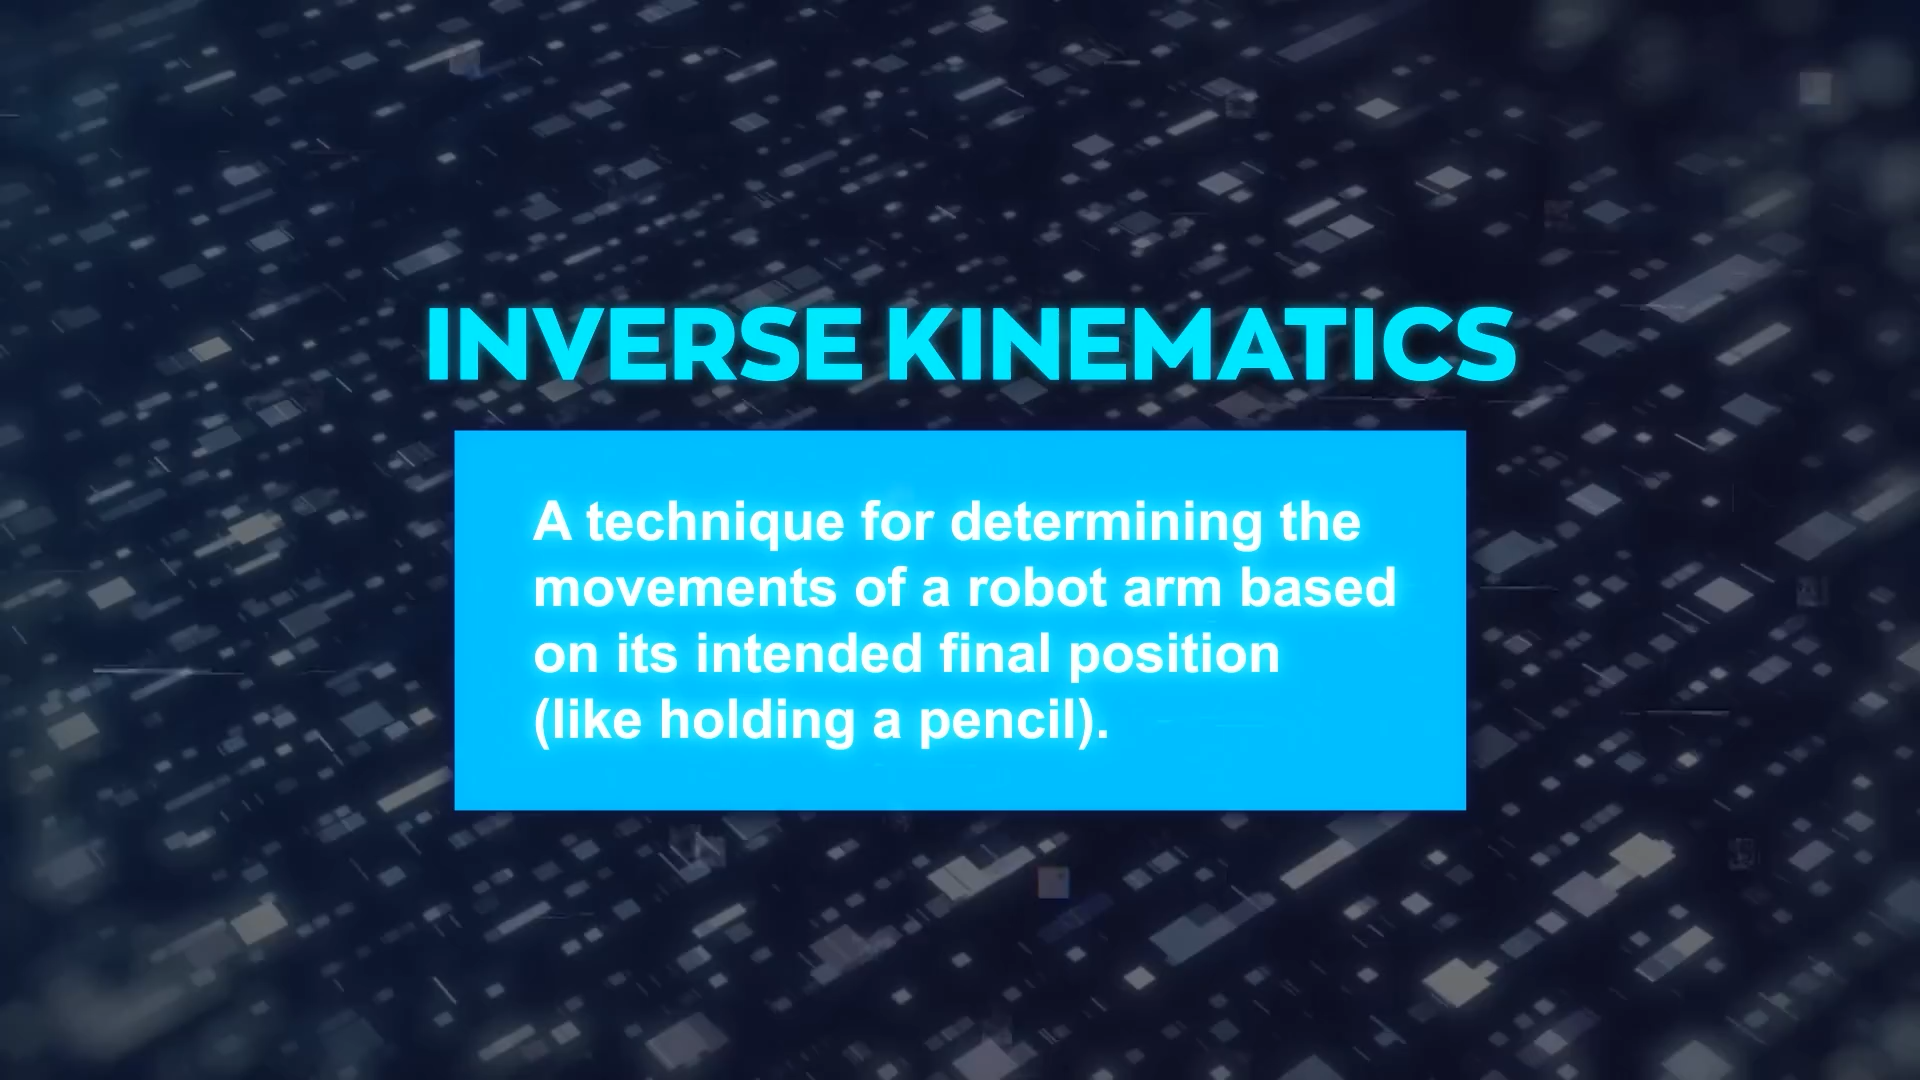 INVERSE KINEMATICS
A technique for determining the
movements of a robot arm based
on its intended final position
(like holding a pencil).